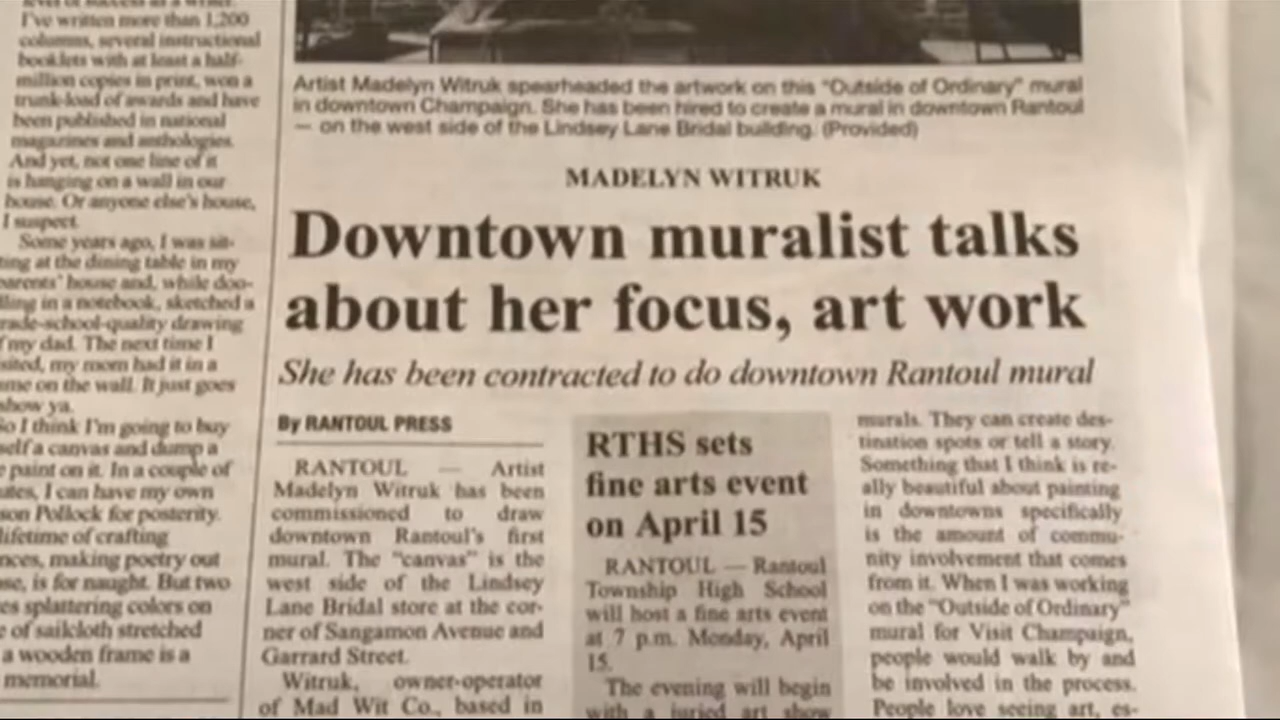 level of success as a writer.
I've written more than 1,200
columns, several instructional
booklets with at least a half-
million copies in print, won a
trunk-load of awards and have
been published in national
magazines and anthologies.
And yet, not one line of it
is hanging on a wall in our
house. Or anyone else's house,
I suspect.
Some years ago, I was sit-
ting at the dining table in my
parents' house and, while doo-
dling in a notebook, sketched a
rade-school-quality drawing
f my dad. The next time I
sited, my mom had it in a
me on the wall. It just goes
show ya.
So I think I'm going to buy
self a canvas and dump a
e paint on it. In a couple of
utes, I can have my own
son Pollock for posterity.
lifetime of crafting
nces, making poetry out
se, is for naught. But two
es splattering colors on
e of sailcloth stretched
a wooden frame is a
memorial.
Artist Madelyn Witruk spearheaded the artwork on this "Outside of Ordinary" mural
in downtown Champaign. She has been hired to create a mural in downtown Rantoul
— on the west side of the Lindsey Lane Bridal building. (Provided)
MADELYN WITRUK
Downtown muralist talks
about her focus, art work
She has been contracted to do downtown Rantoul mural
By RANTOUL PRESS
RANTOUL — Artist
Madelyn Witruk has been
commissioned to draw
downtown Rantoul's first
mural. The "canvas" is the
west side of the Lindsey
Lane Bridal store at the cor-
ner of Sangamon Avenue and
Garrard Street.
Witruk, owner-operator
of Mad Wit Co., based in
RTHS sets
fine arts event
on April 15
RANTOUL — Rantoul
Township High School
will host a fine arts event
at 7 p.m. Monday, April
15.
The evening will begin
with a juried art show
murals. They can create des-
tination spots or tell a story.
Something that I think is re-
ally beautiful about painting
in downtowns specifically
is the amount of commu-
nity involvement that comes
from it. When I was working
on the "Outside of Ordinary"
mural for Visit Champaign,
people would walk by and
be involved in the process.
People love seeing art, es-